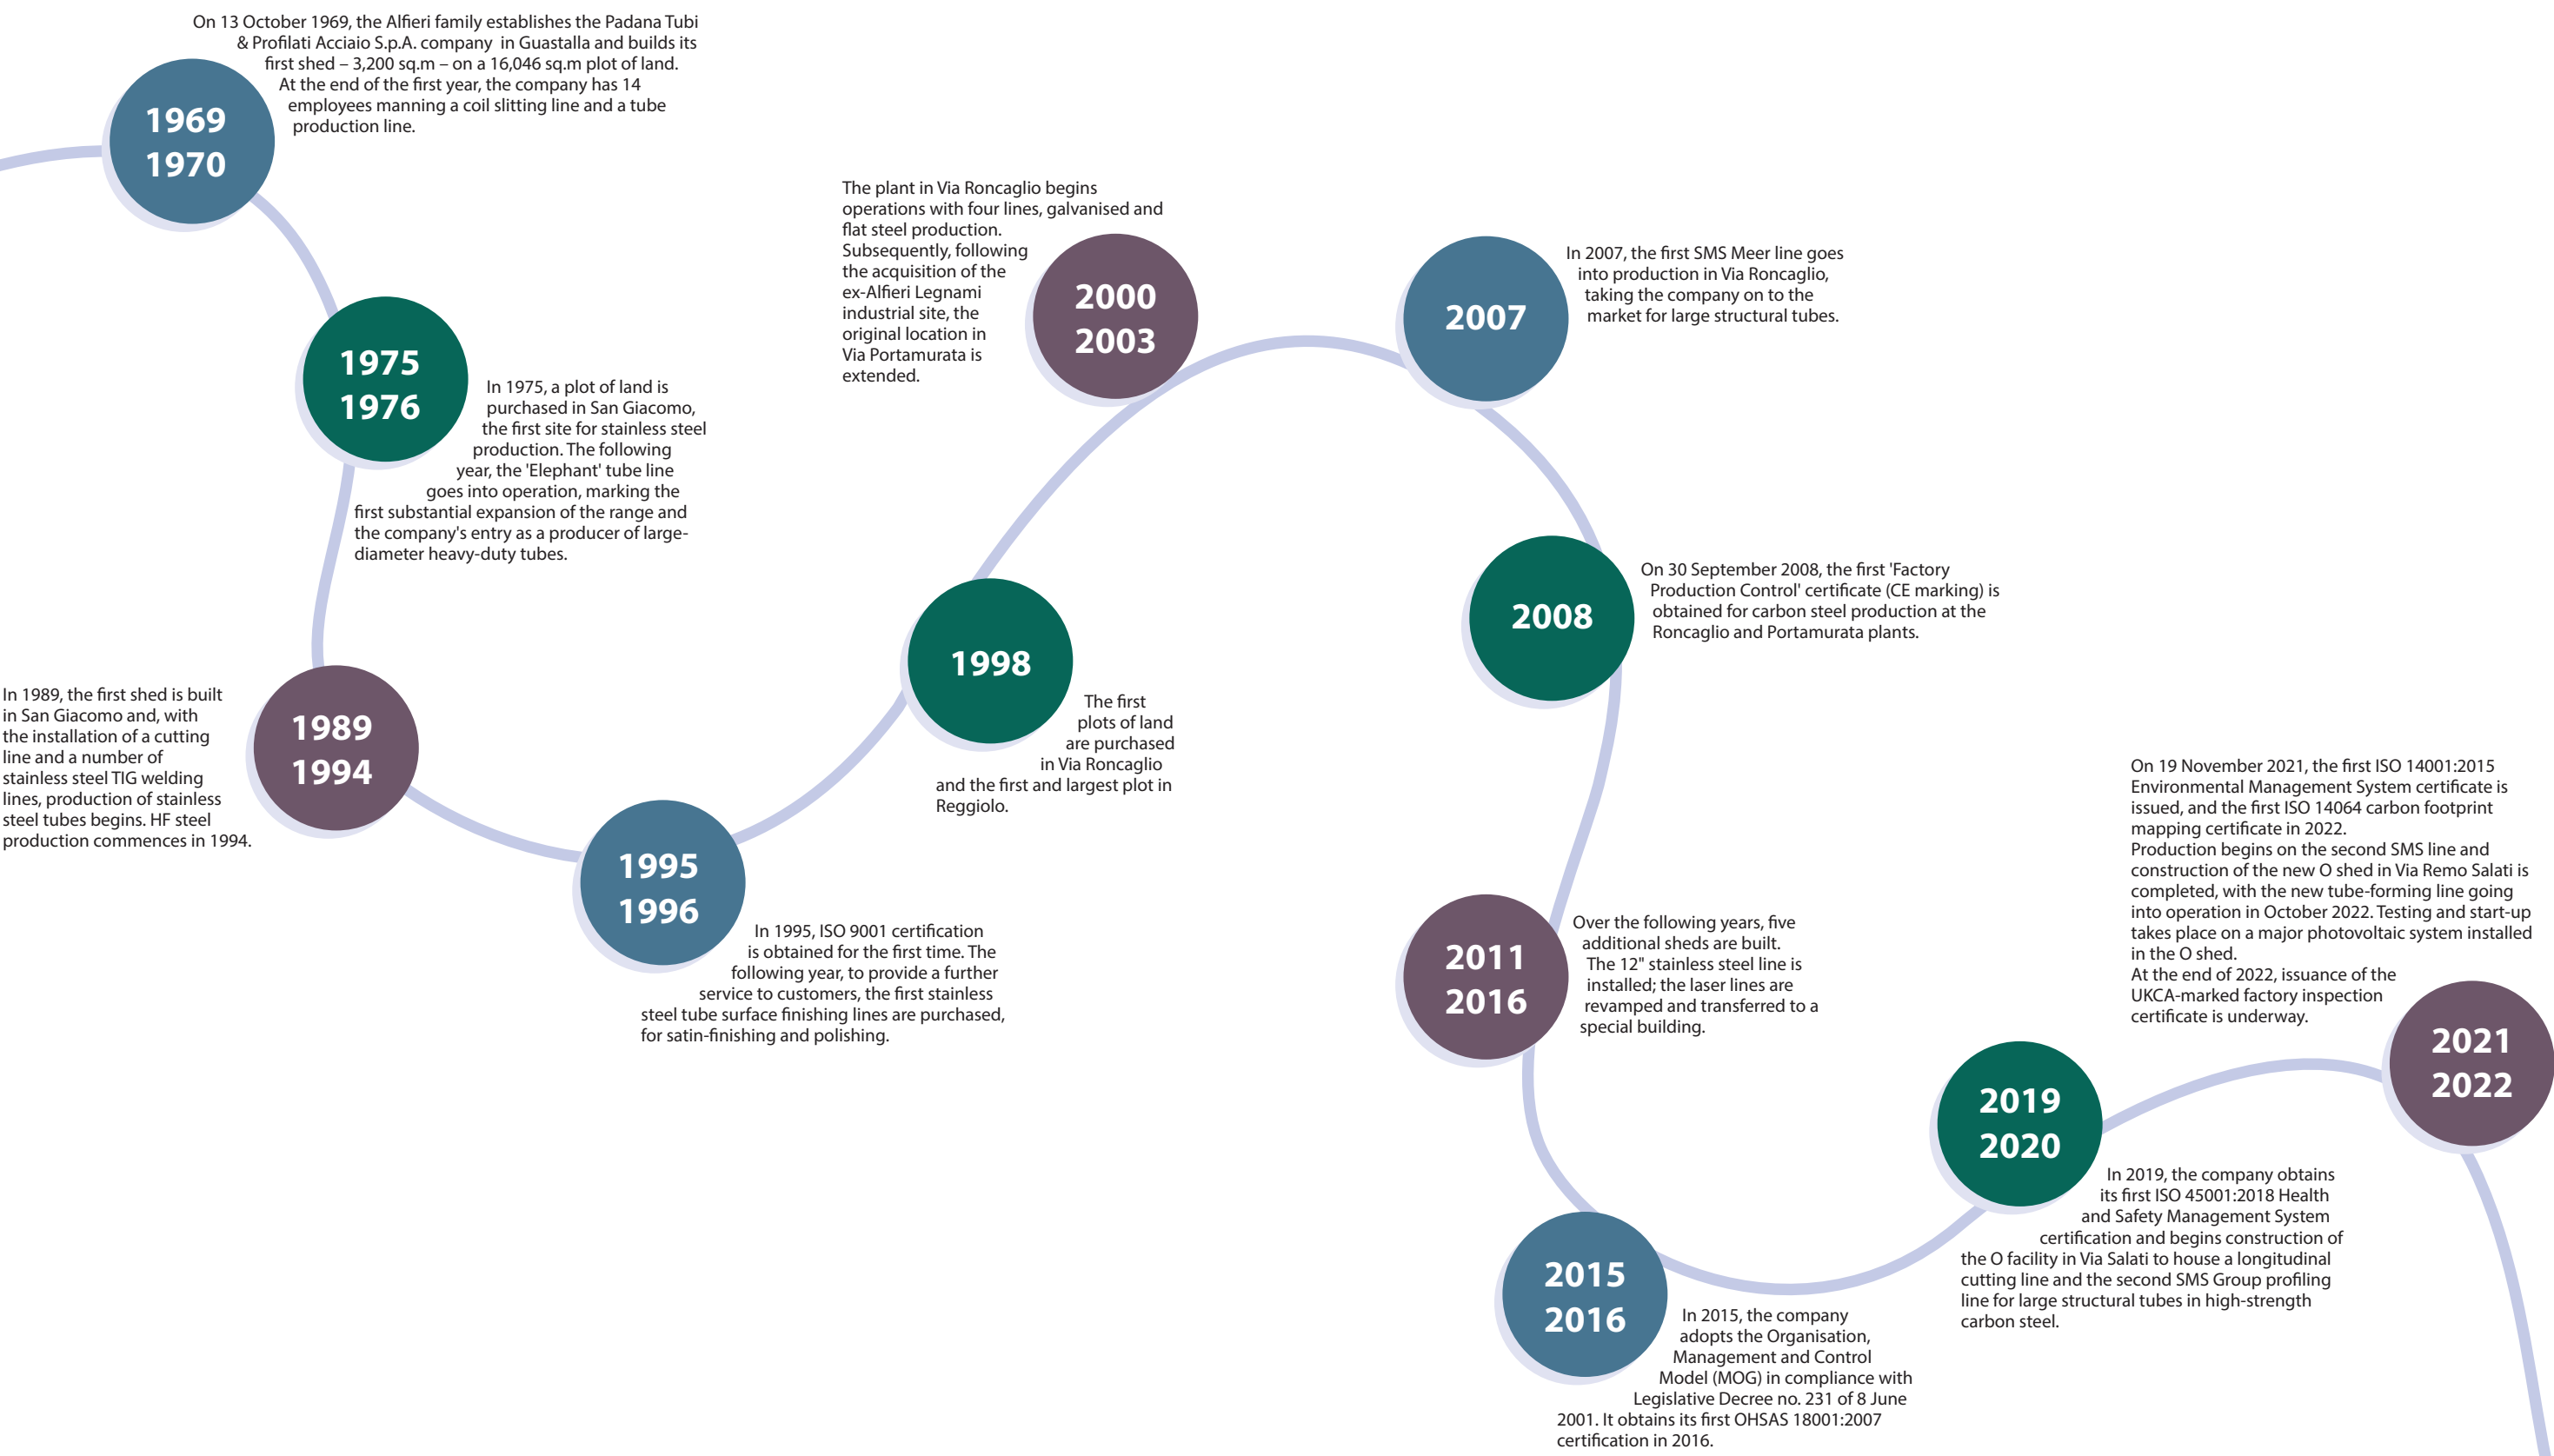 On 13 October 1969, the Alfieri family establishes the Padana Tubi
& Profilati Acciaio S.p.A. company in Guastalla and builds its
first shed – 3,200 sq.m – on a 16,046 sq.m plot of land.
At the end of the first year, the company has 14
employees manning a coil slitting line and a tube
production line.
1969
1970
1975
1976
In 1975, a plot of land is
purchased in San Giacomo,
the first site for stainless steel
production. The following
year, the 'Elephant' tube line
goes into operation, marking the
first substantial expansion of the range and
the company's entry as a producer of large-
diameter heavy-duty tubes.
In 1989, the first shed is built
in San Giacomo and, with
the installation of a cutting
line and a number of
stainless steel TIG welding
lines, production of stainless
steel tubes begins. HF steel
production commences in 1994.
1989
1994
1995
1996
In 1995, ISO 9001 certification
is obtained for the first time. The
following year, to provide a further
service to customers, the first stainless
steel tube surface finishing lines are purchased,
for satin-finishing and polishing.
1998
The first
plots of land
are purchased
in Via Roncaglio
and the first and largest plot in
Reggiolo.
The plant in Via Roncaglio begins
operations with four lines, galvanised and
flat steel production.
Subsequently, following
the acquisition of the
ex-Alfieri Legnami
industrial site, the
original location in
Via Portamurata is
extended.
2000
2003
2007
In 2007, the first SMS Meer line goes
into production in Via Roncaglio,
taking the company on to the
market for large structural tubes.
2008
On 30 September 2008, the first 'Factory
Production Control' certificate (CE marking) is
obtained for carbon steel production at the
Roncaglio and Portamurata plants.
2011
2016
Over the following years, five
additional sheds are built.
The 12" stainless steel line is
installed; the laser lines are
revamped and transferred to a
special building.
2015
2016
In 2015, the company
adopts the Organisation,
Management and Control
Model (MOG) in compliance with
Legislative Decree no. 231 of 8 June
2001. It obtains its first OHSAS 18001:2007
certification in 2016.
2019
2020
In 2019, the company obtains
its first ISO 45001:2018 Health
and Safety Management System
certification and begins construction of
the O facility in Via Salati to house a longitudinal
cutting line and the second SMS Group profiling
line for large structural tubes in high-strength
carbon steel.
On 19 November 2021, the first ISO 14001:2015
Environmental Management System certificate is
issued, and the first ISO 14064 carbon footprint
mapping certificate in 2022.
Production begins on the second SMS line and
construction of the new O shed in Via Remo Salati is
completed, with the new tube-forming line going
into operation in October 2022. Testing and start-up
takes place on a major photovoltaic system installed
in the O shed.
At the end of 2022, issuance of the
UKCA-marked factory inspection
certificate is underway.
2021
2022